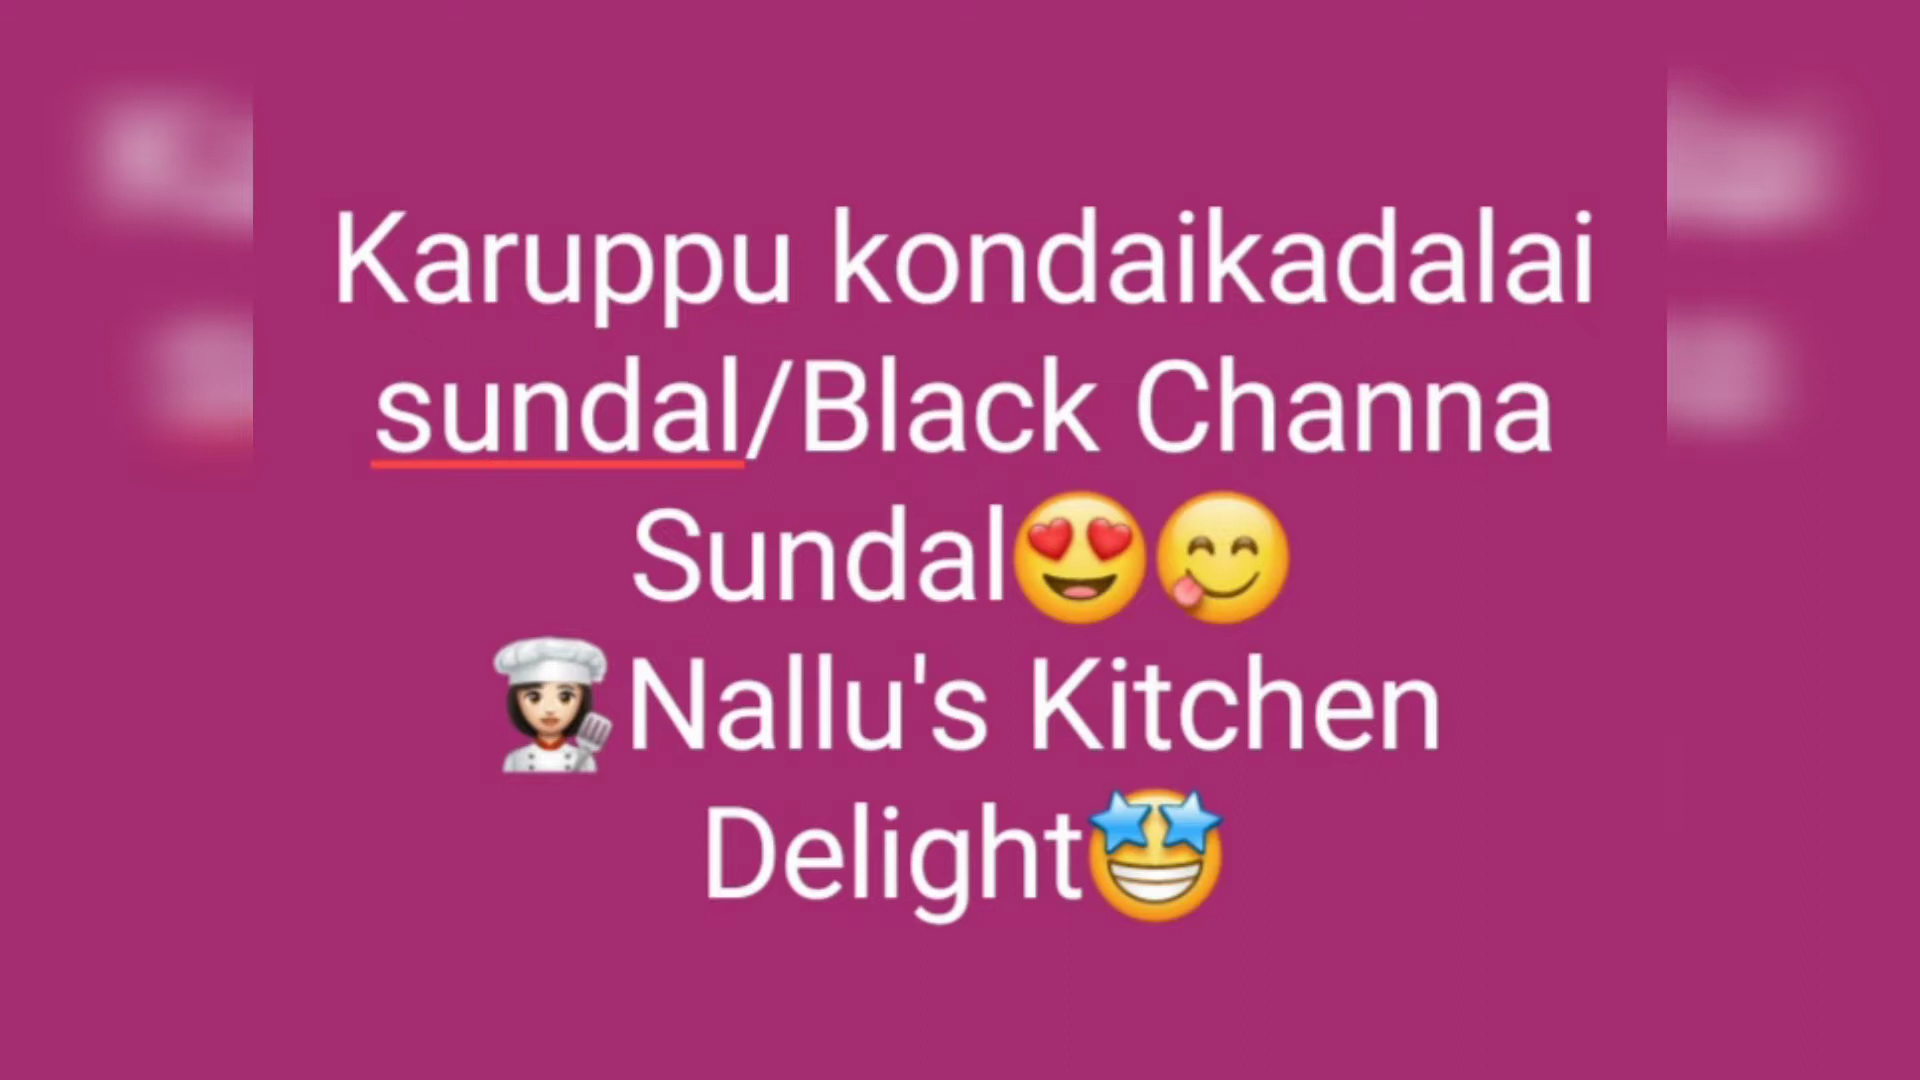 Karuppu kondaikadalai
sundal/Black Channa
Sundal😍😋
👩🏻‍🍳Nallu's Kitchen
Delight🤩